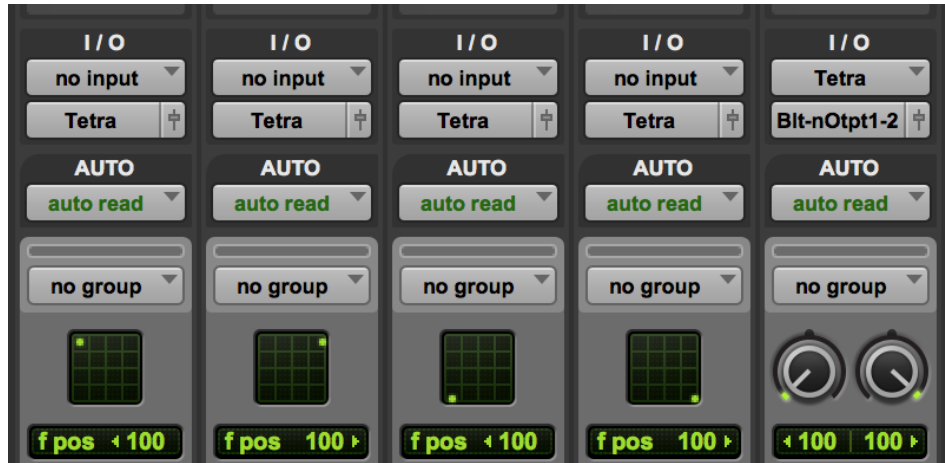 I / O I / O I / O I / O I / O
no input no input no input no input Tetra
Tetra Tetra Tetra Tetra Blt-nOtpt1-2
AUTO AUTO AUTO AUTO AUTO
auto read auto read auto read auto read auto read
no group no group no group no group no group
f pos 100 f pos 100 f pos 100 f pos 100 100 100